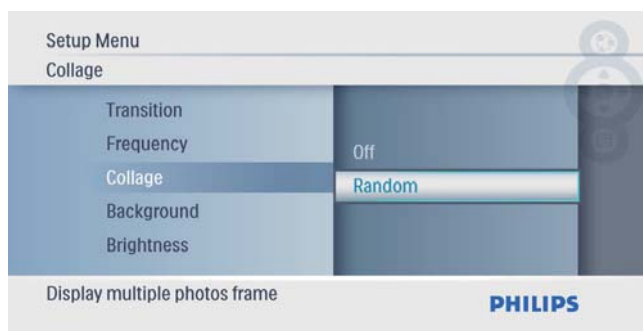 Setup Menu
Collage
Transition
Frequency
Collage
Background
Brightness
Off
Random
Display multiple photos frame
PHILIPS